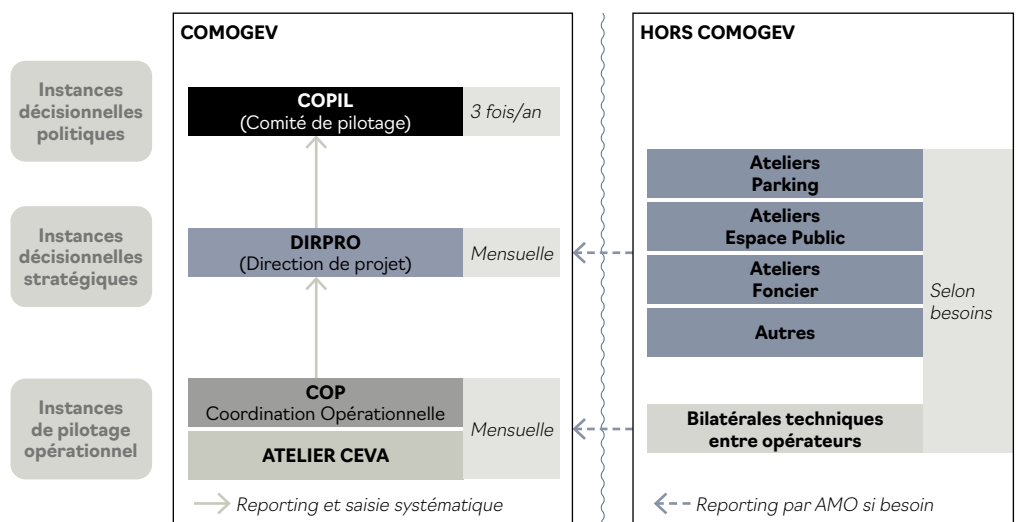 COMOGEV
HORS COMOGEV
Instances
décisionnelles
politiques
COPIL
(Comité de pilotage)
3 fois/an
Ateliers
Parking
Instances
décisionnelles
stratégiques
DIRPRO
(Direction de projet)
Mensuelle
Ateliers
Espace Public
Ateliers
Foncier
Autres
Selon
besoins
Instances
de pilotage
opérationnel
COP
Coordination Opérationnelle
ATELIER CEVA
Mensuelle
Bilatérales techniques
entre opérateurs
Reporting et saisie systématique
Reporting par AMO si besoin